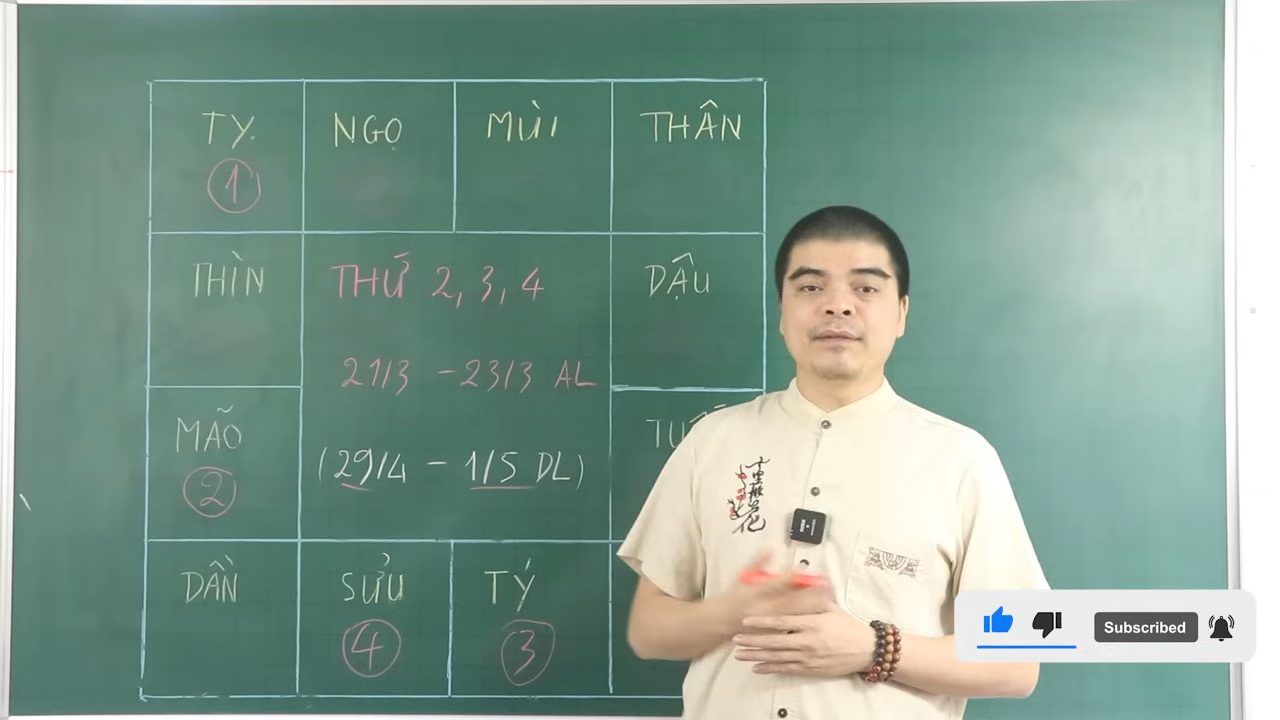 TỴ NGỌ MÙI THÂN
1
THÌN THỨ 2, 3, 4 DẬU
21/3 - 23/3 AL
MÃO
2
(29/4 - 1/5 DL)
DẦN SỬU TÝ
4 3
Subscribed